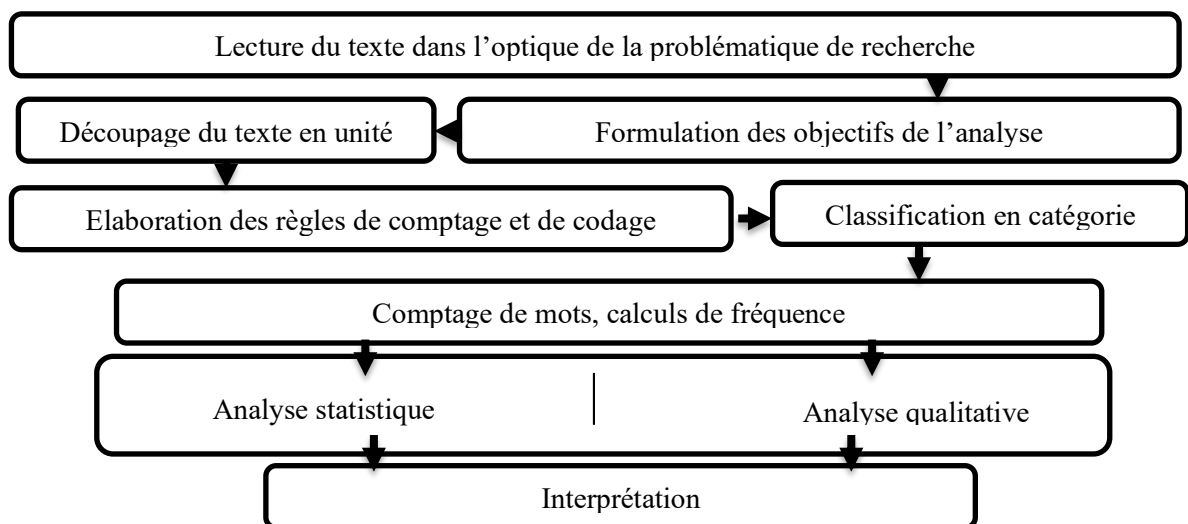 Lecture du texte dans l’optique de la problématique de recherche
Découpage du texte en unité
Formulation des objectifs de l’analyse
Elaboration des règles de comptage et de codage
Classification en catégorie
Comptage de mots, calculs de fréquence
Analyse statistique
Analyse qualitative
Interprétation